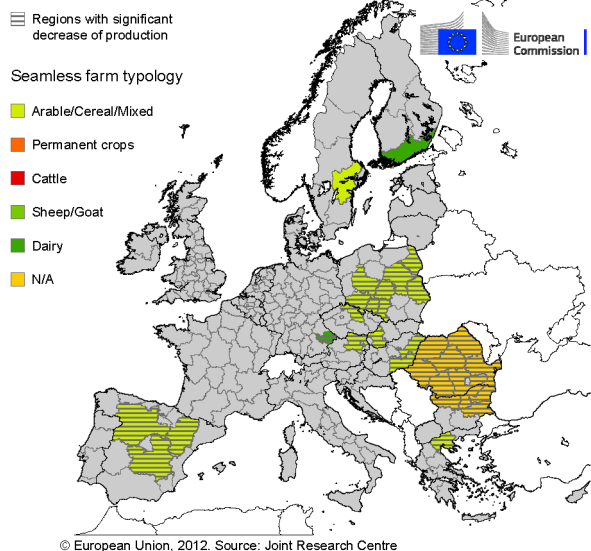 Regions with significant
decrease of production
European
Commission
Seamless farm typology
Arable/Cereal/Mixed
Permanent crops
Cattle
Sheep/Goat
Dairy
N/A
© European Union, 2012. Source: Joint Research Centre